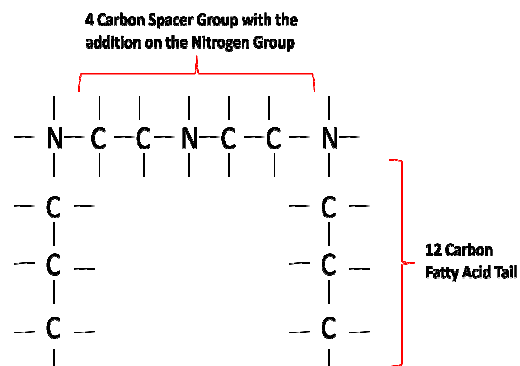 4 Carbon Spacer Group with the
addition on the Nitrogen Group
N C C N C C N
C C
C C
C C
12 Carbon
Fatty Acid Tail